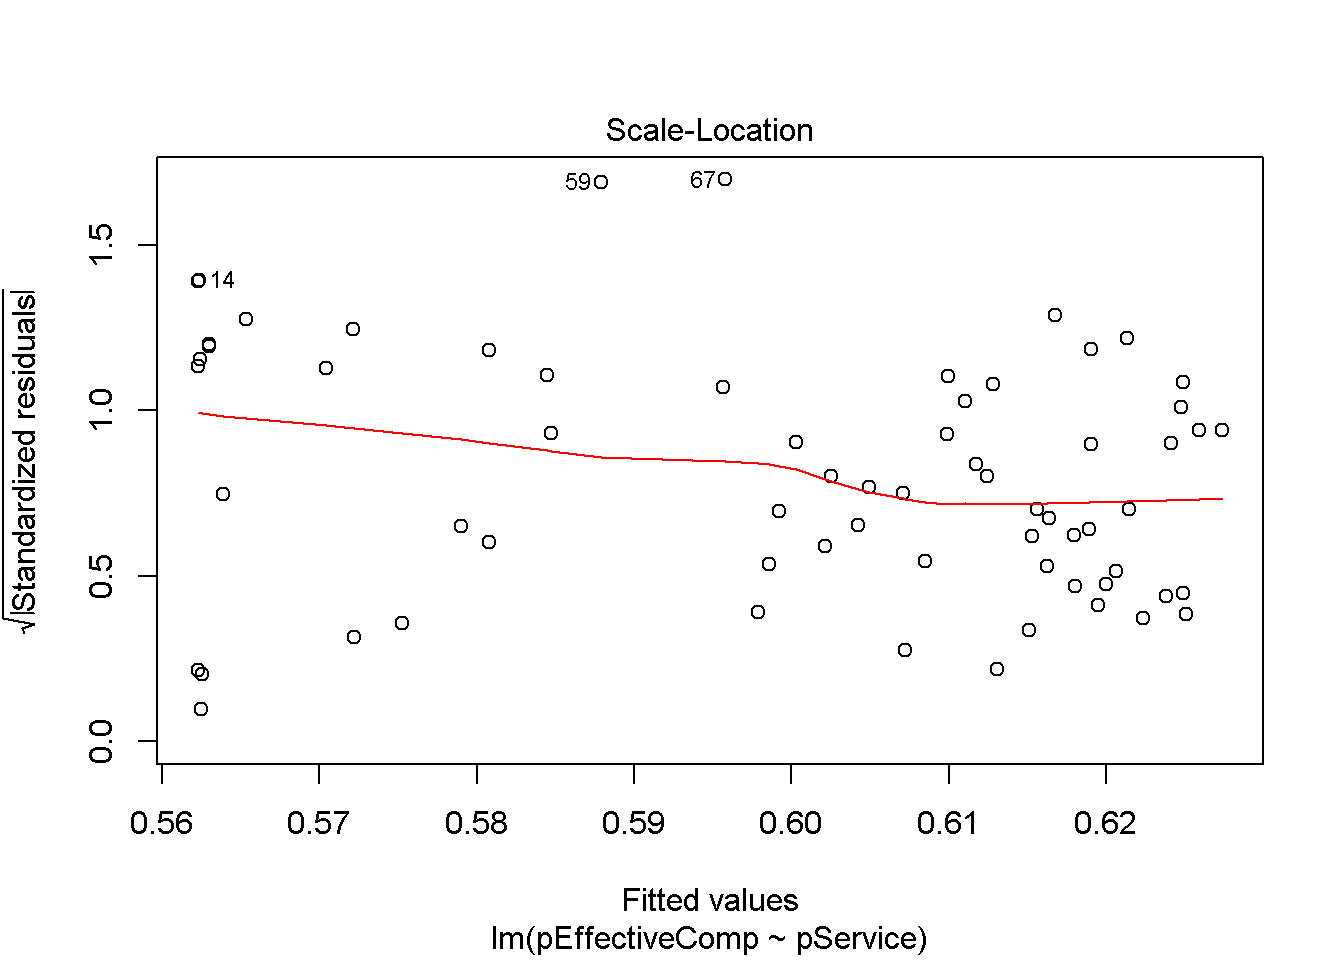 Scale-Location
59
67
14
√|Standardized residuals|
1.5
1.0
0.5
0.0
0.56 0.57 0.58 0.59 0.60 0.61 0.62
Fitted values
lm(pEffectiveComp ~ pService)